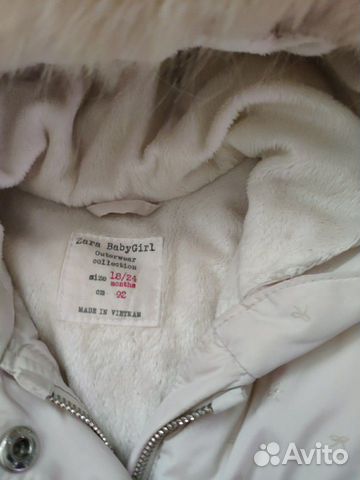 Zara BabyGirl
Outerwear
collection
size 18/24
months
cm 92
MADE IN VIETNAM
Avito